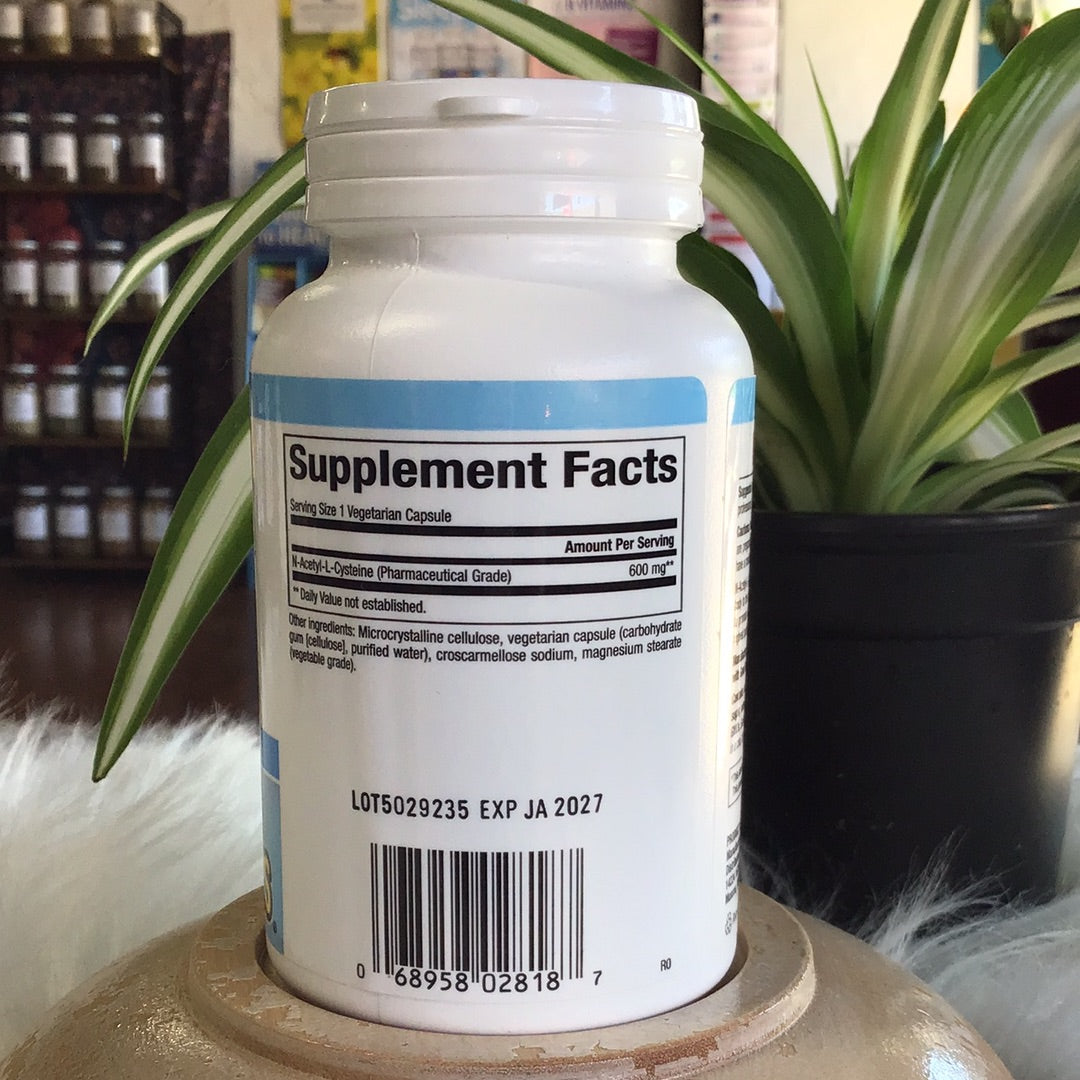 Supplement Facts
Serving Size 1 Vegetarian Capsule
Amount Per Serving
N-Acetyl-L-Cysteine (Pharmaceutical Grade) 600 mg**
** Daily Value not established.
Other ingredients: Microcrystalline cellulose, vegetarian capsule (carbohydrate
gum [cellulose], purified water), croscarmellose sodium, magnesium stearate
(vegetable grade).
LOT5029235 EXP JA 2027
0 68958 02818 7
R0